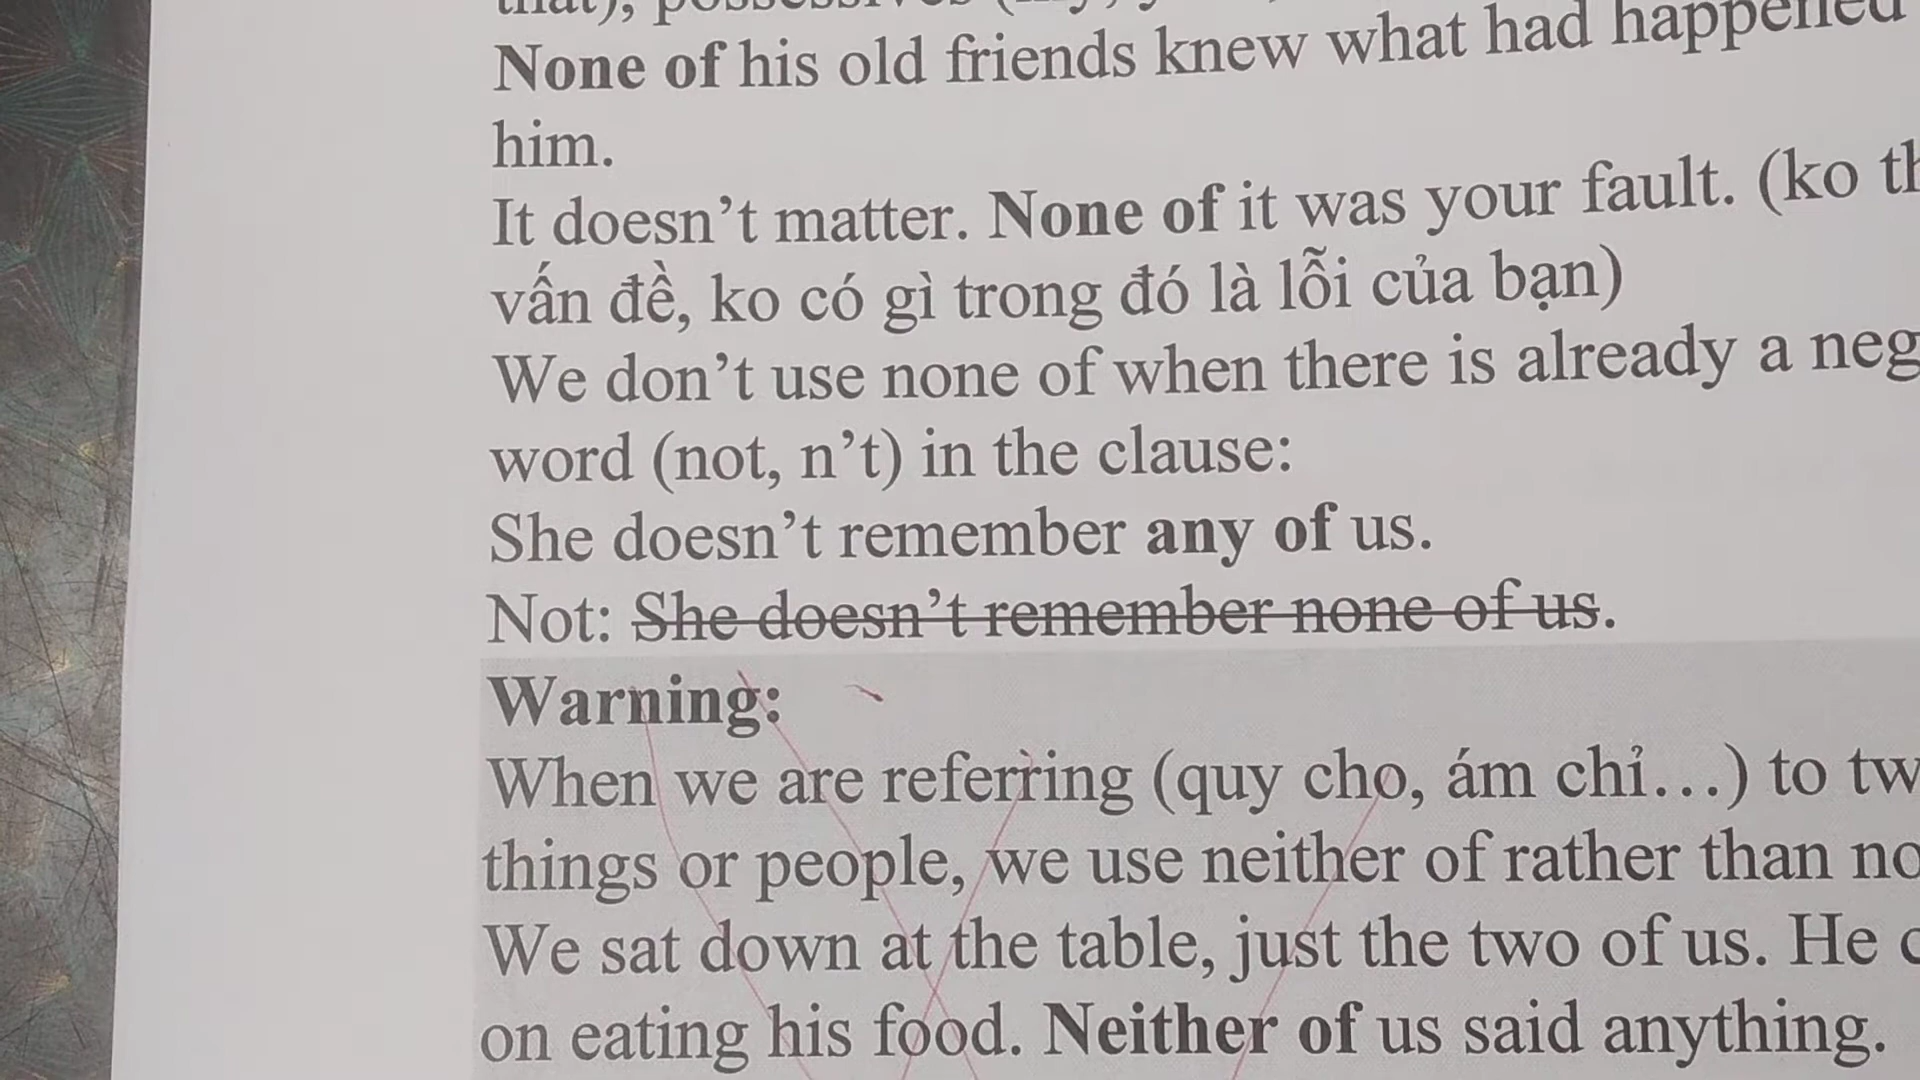 None of his old friends knew what had happened
him.
It doesn’t matter. None of it was your fault. (ko
vấn đề, ko có gì trong đó là lỗi của bạn)
We don’t use none of when there is already a
word (not, n’t) in the clause:
She doesn’t remember any of us.
Not: She doesn’t remember none of us.
Warning:
When we are referring (quy cho, ám chỉ…) to
things or people, we use neither of rather than
We sat down at the table, just the two of us. He
on eating his food. Neither of us said anything.